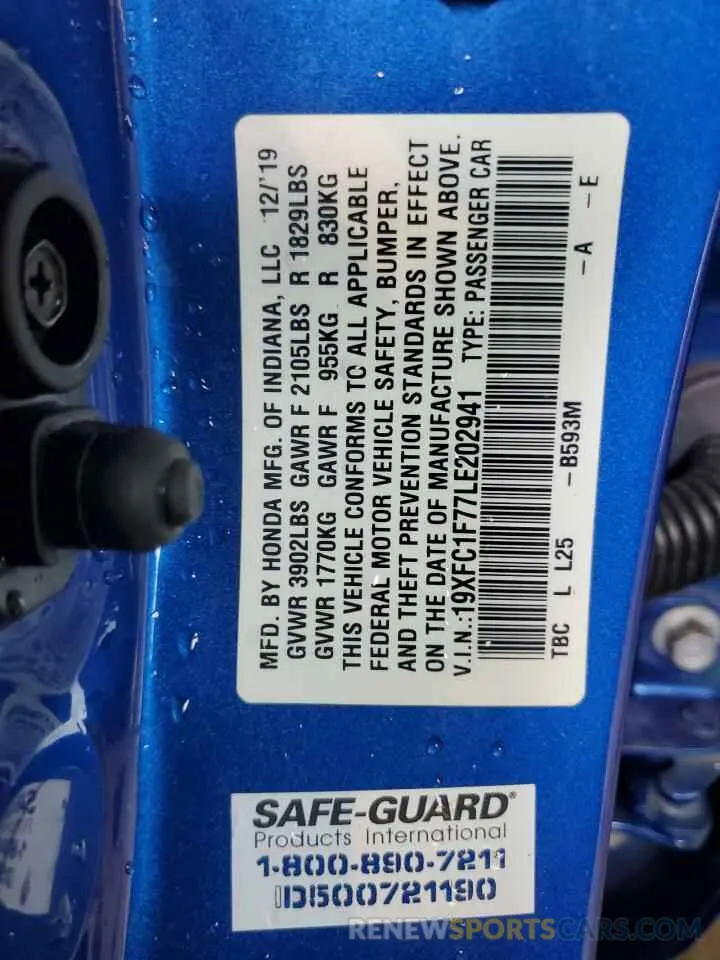 MFD. BY HONDA MFG. OF INDIANA, LLC 12/'19
GVWR 3902LBS GAWR F 2105LBS R 1829LBS
GVWR 1770KG GAWR F 955KG R 830KG
THIS VEHICLE CONFORMS TO ALL APPLICABLE
FEDERAL MOTOR VEHICLE SAFETY, BUMPER,
AND THEFT PREVENTION STANDARDS IN EFFECT
ON THE DATE OF MANUFACTURE SHOWN ABOVE.
V.I.N.:19XFC1F77LE202941 TYPE: PASSENGER CAR
TBC L L25 -B593M -A -E
SAFE-GUARD®
Products International
1-800-890-7211
ID1500721190
RENEWSPORTSCARS.COM